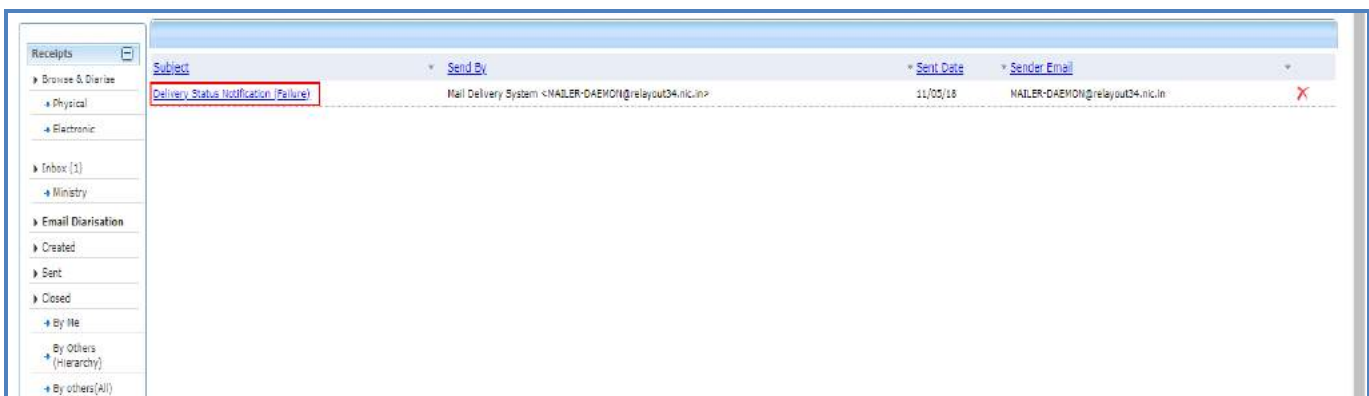 Receipts
Browse & Diarise
Physical
Electronic
Inbox (1)
Ministry
Email Diarisation
Created
Sent
Closed
By Me
By Others
(Hierarchy)
By others(All)
Subject Send By Sent Date Sender Email
Delivery Status Notification (Failure) Mail Delivery System <MAILER-DAEMON@relayout34.nic.in> 11/05/18 MAILER-DAEMON@relayout34.nic.in